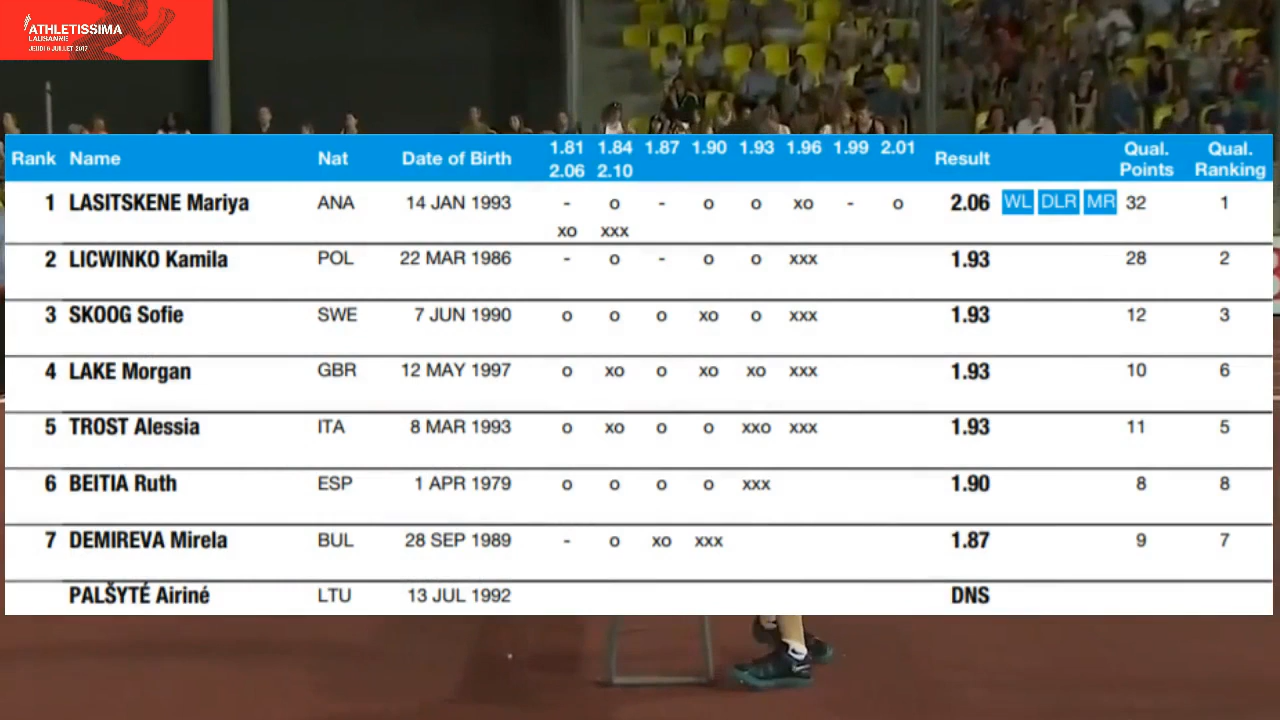 ATHLETISSIMA
LAUSANNE
JEUDI 6 JUILLET 2017
Rank Name Nat Date of Birth 1.81 1.84 1.87 1.90 1.93 1.96 1.99 2.01 Result Qual. Points Qual. Ranking
2.06 2.10
1 LASITSKENE Mariya ANA 14 JAN 1993 - o - o o xo - o 2.06 WL DLR MR 32 1
xo xxx
2 LICWINKO Kamila POL 22 MAR 1986 - o - o o xxx 1.93 28 2
3 SKOOG Sofie SWE 7 JUN 1990 o o o xo o xxx 1.93 12 3
4 LAKE Morgan GBR 12 MAY 1997 o xo o xo xo xxx 1.93 10 6
5 TROST Alessia ITA 8 MAR 1993 o xo o o xxo xxx 1.93 11 5
6 BEITIA Ruth ESP 1 APR 1979 o o o o xxx 1.90 8 8
7 DEMIREVA Mirela BUL 28 SEP 1989 - o xo xxx 1.87 9 7
PALŠYTÉ Airiné LTU 13 JUL 1992 DNS